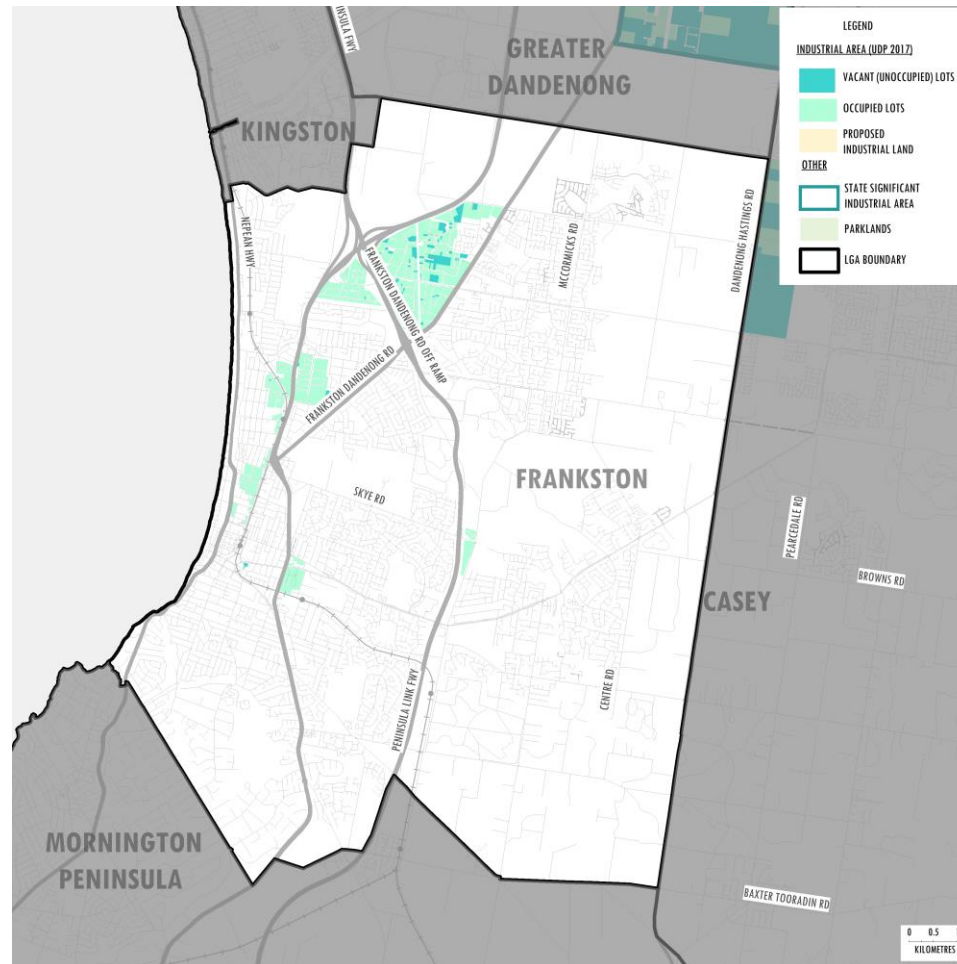 INSULA FWY
GREATER
DANDENONG
KINGSTON
NEPEAN HWY
MCCORMICKS RD
DANDENONG HASTINGS RD
FRANKSTON DANDENONG RD OFF RAMP
FRANKSTON DANDENONG RD
SKYE RD
FRANKSTON
PEARCEDALE RD
BROWNS RD
CASEY
CENTRE RD
PENINSULA LINK FWY
MORNINGTON
PENINSULA
BAXTER TOORADIN RD
LEGEND
INDUSTRIAL AREA (UDP 2017)
VACANT (UNOCCUPIED) LOTS
OCCUPIED LOTS
PROPOSED
INDUSTRIAL LAND
OTHER
STATE SIGNIFICANT
INDUSTRIAL AREA
PARKLANDS
LGA BOUNDARY
0 0.5 1
KILOMETRES